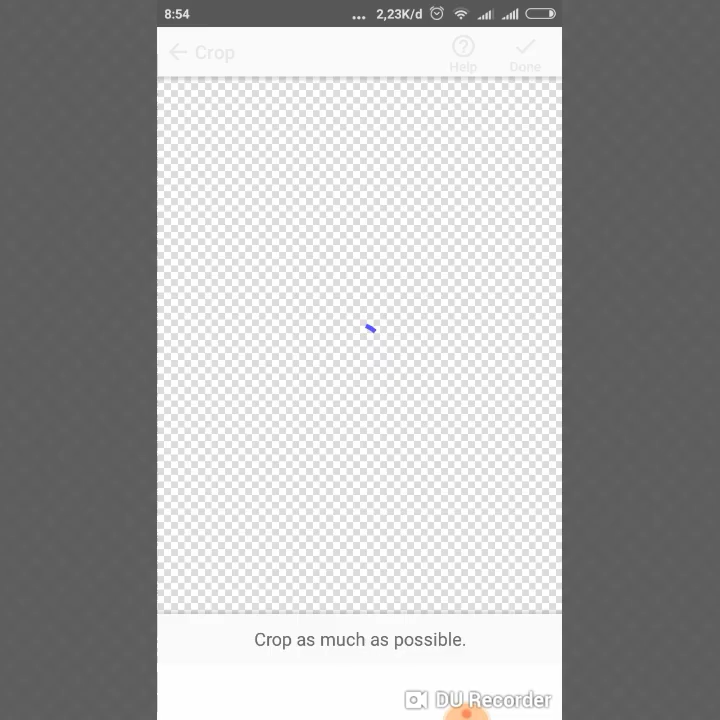 8:54 ... 2,23K/d
Crop
Help Done
Crop as much as possible.
DU Recorder